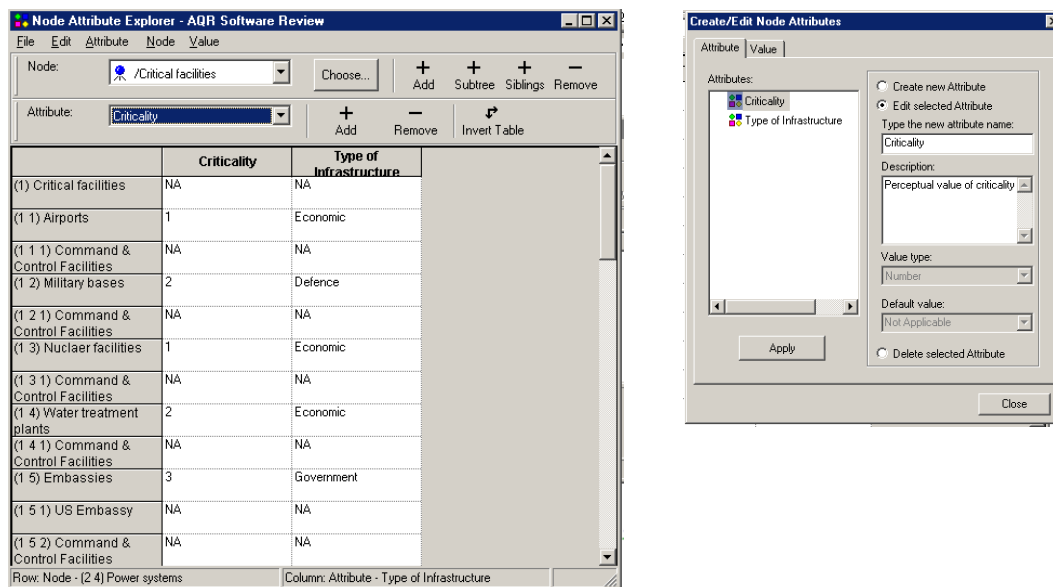 Node Attribute Explorer - AQR Software Review
File Edit Attribute Node Value
Node: /Critical facilities Choose... Add Subtree Siblings Remove
Attribute: Criticality Add Remove Invert Table
Criticality Type of
Infrastructure
(1) Critical facilities NA NA
(1 1) Airports 1 Economic
(1 1 1) Command & NA NA
Control Facilities
(1 2) Military bases 2 Defence
(1 2 1) Command & NA NA
Control Facilities
(1 3) Nuclaer facilities 1 Economic
(1 3 1) Command & NA NA
Control Facilities
(1 4) Water treatment 2 Economic
plants
(1 4 1) Command & NA NA
Control Facilities
(1 5) Embassies 3 Government
(1 5 1) US Embassy NA NA
(1 5 2) Command & NA NA
Control Facilities
Row: Node - (2 4) Power systems Column: Attribute - Type of Infrastructure
Create/Edit Node Attributes
Attribute Value
Attributes:
Criticality
Type of Infrastructure
Apply
Create new Attribute
Edit selected Attribute
Type the new attribute name:
Criticality
Description:
Perceptual value of criticality
Value type:
Number
Default value:
Not Applicable
Delete selected Attribute
Close